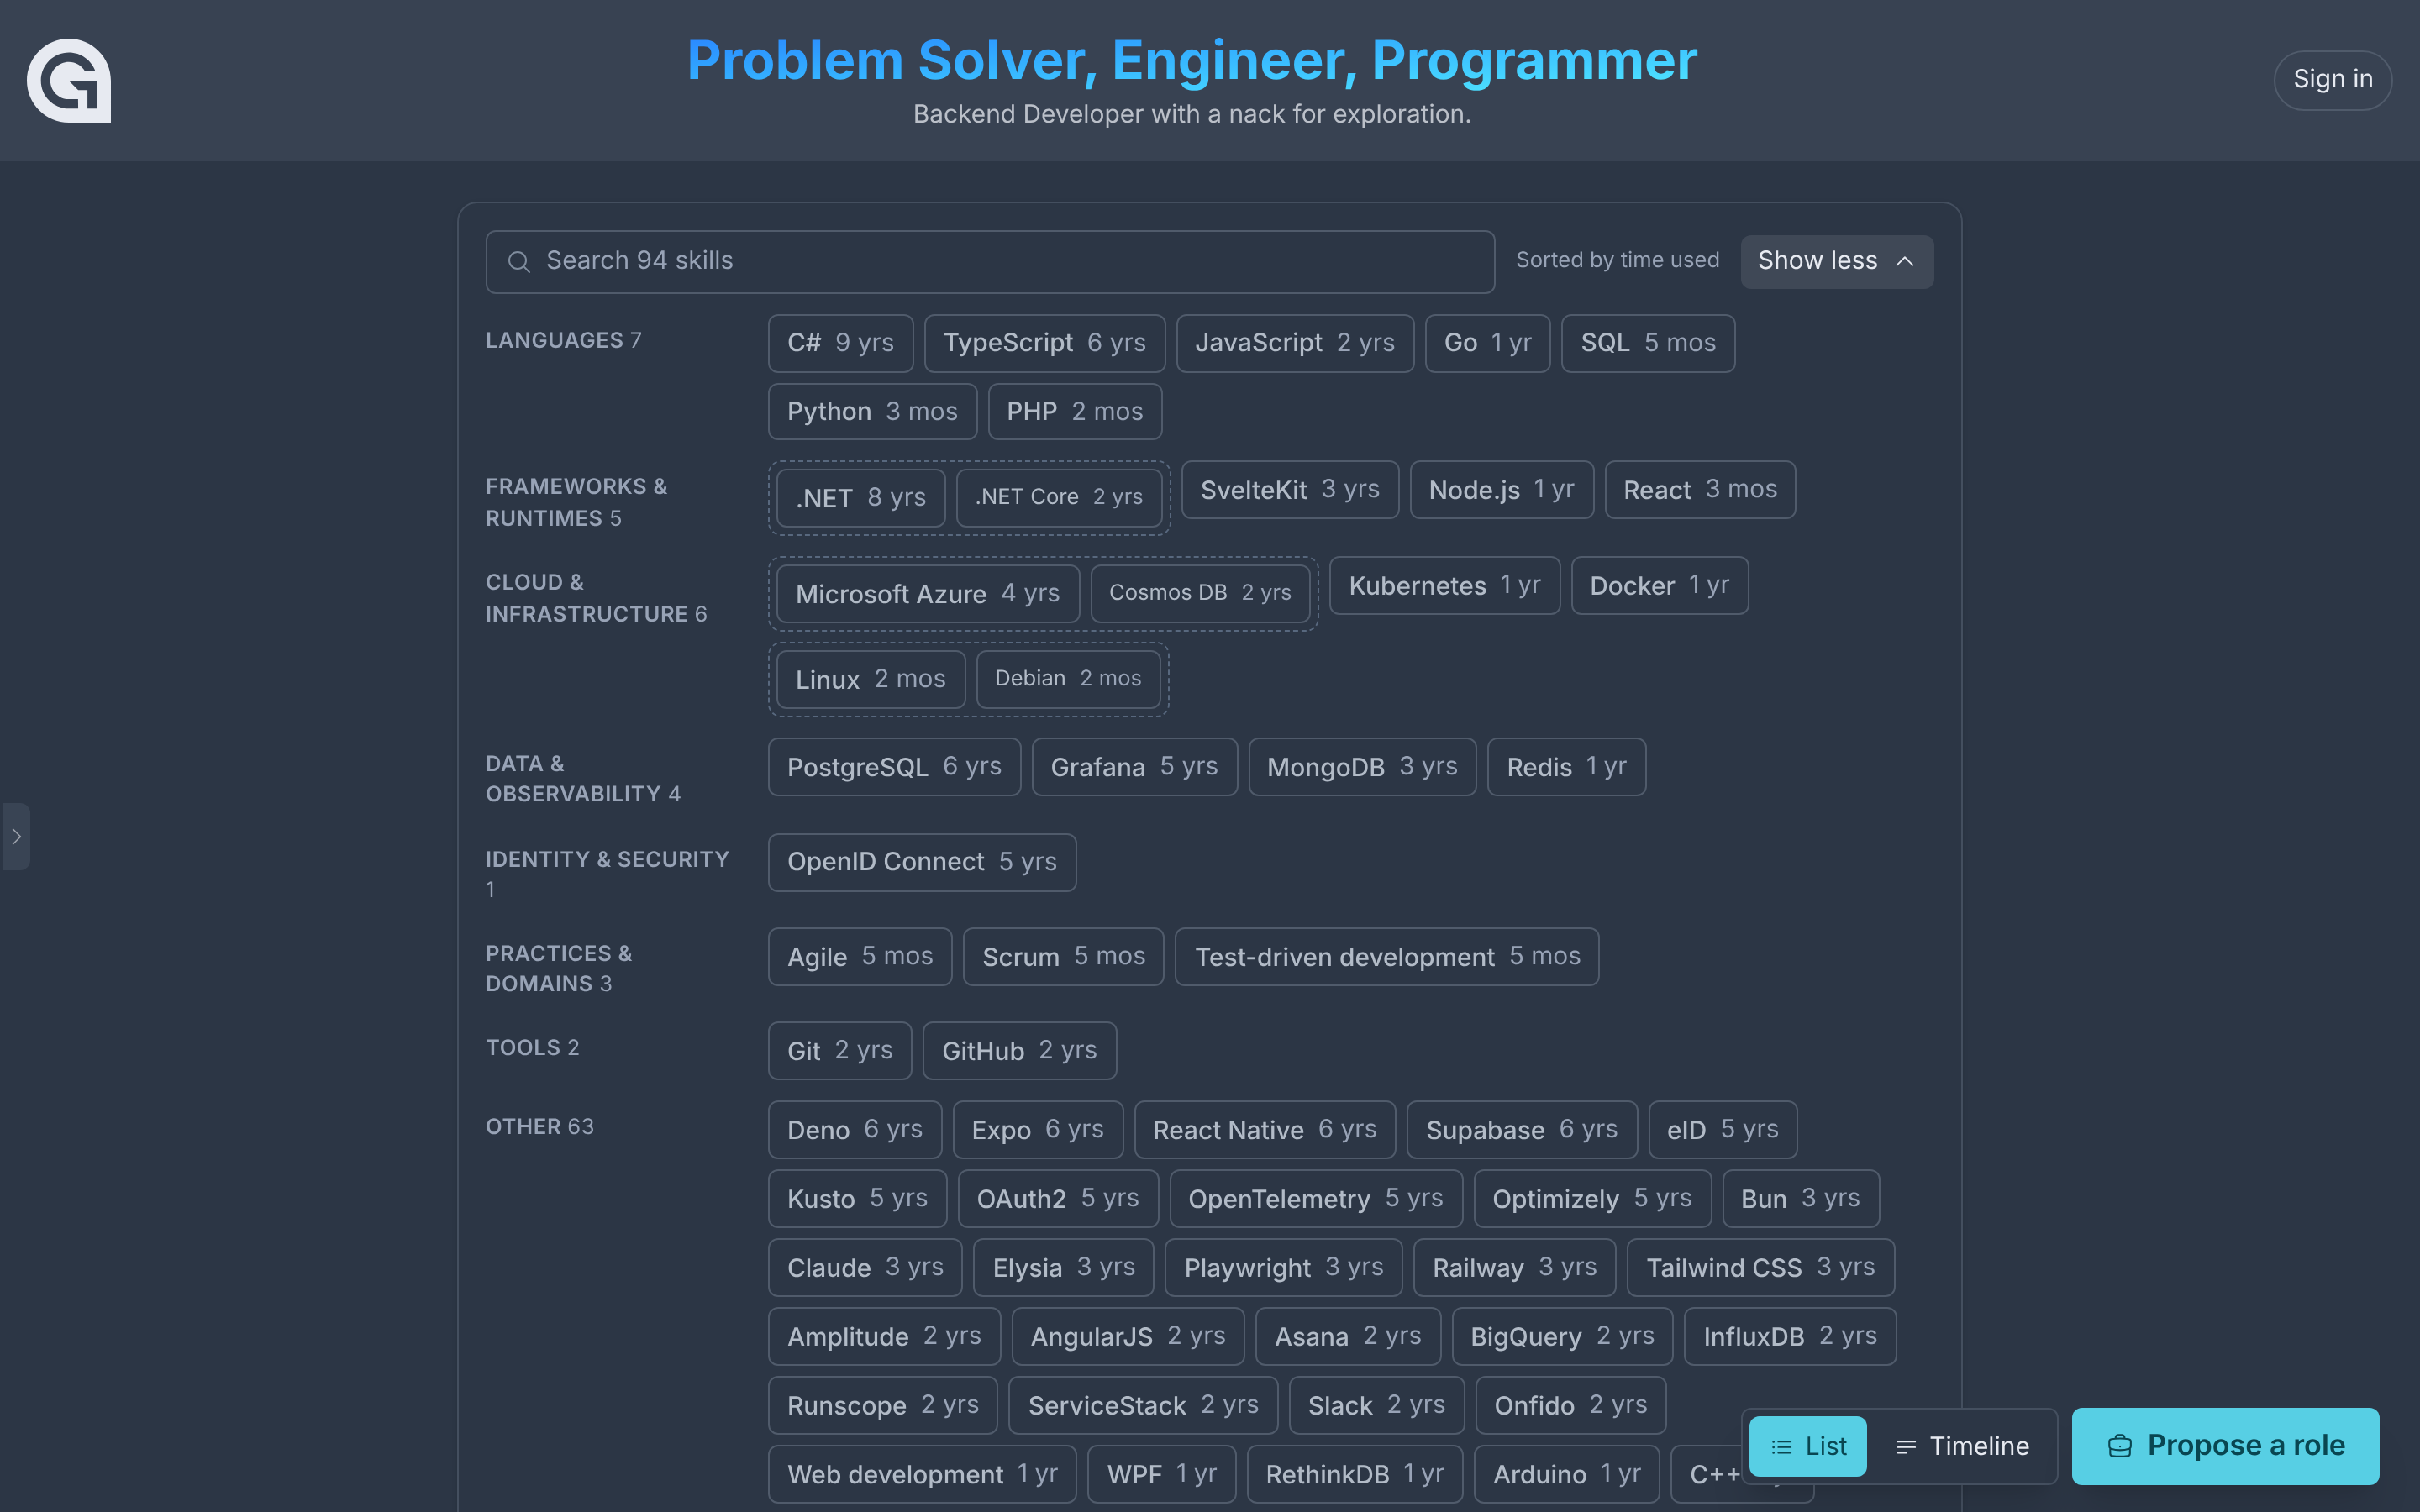 Problem Solver, Engineer, Programmer
Backend Developer with a nack for exploration.
Sign in
Search 94 skills
Sorted by time used
Show less
LANGUAGES 7
C# 9 yrs
TypeScript 6 yrs
JavaScript 2 yrs
Go 1 yr
SQL 5 mos
Python 3 mos
PHP 2 mos
FRAMEWORKS &
RUNTIMES 5
.NET 8 yrs
.NET Core 2 yrs
SvelteKit 3 yrs
Node.js 1 yr
React 3 mos
CLOUD &
INFRASTRUCTURE 6
Microsoft Azure 4 yrs
Cosmos DB 2 yrs
Kubernetes 1 yr
Docker 1 yr
Linux 2 mos
Debian 2 mos
DATA &
OBSERVABILITY 4
PostgreSQL 6 yrs
Grafana 5 yrs
MongoDB 3 yrs
Redis 1 yr
IDENTITY & SECURITY
1
OpenID Connect 5 yrs
PRACTICES &
DOMAINS 3
Agile 5 mos
Scrum 5 mos
Test-driven development 5 mos
TOOLS 2
Git 2 yrs
GitHub 2 yrs
OTHER 63
Deno 6 yrs
Expo 6 yrs
React Native 6 yrs
Supabase 6 yrs
eID 5 yrs
Kusto 5 yrs
OAuth2 5 yrs
OpenTelemetry 5 yrs
Optimizely 5 yrs
Bun 3 yrs
Claude 3 yrs
Elysia 3 yrs
Playwright 3 yrs
Railway 3 yrs
Tailwind CSS 3 yrs
Amplitude 2 yrs
AngularJS 2 yrs
Asana 2 yrs
BigQuery 2 yrs
InfluxDB 2 yrs
Runscope 2 yrs
ServiceStack 2 yrs
Slack 2 yrs
Onfido 2 yrs
Web development 1 yr
WPF 1 yr
RethinkDB 1 yr
Arduino 1 yr
C++
List
Timeline
Propose a role